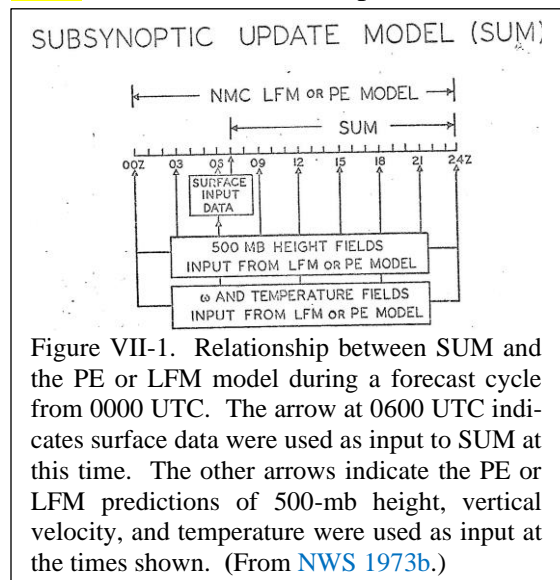 SUBSYNOPTIC UPDATE MODEL (SUM)
NMC LFM OR PE MODEL
SUM
00Z 03 06 09 12 15 18 21 24Z
SURFACE
INPUT
DATA
500 MB HEIGHT FIELDS
INPUT FROM LFM OR PE MODEL
ω AND TEMPERATURE FIELDS
INPUT FROM LFM OR PE MODEL
Figure VII-1. Relationship between SUM and
the PE or LFM model during a forecast cycle
from 0000 UTC. The arrow at 0600 UTC indi-
cates surface data were used as input to SUM at
this time. The other arrows indicate the PE or
LFM predictions of 500-mb height, vertical
velocity, and temperature were used as input at
the times shown. (From NWS 1973b.)